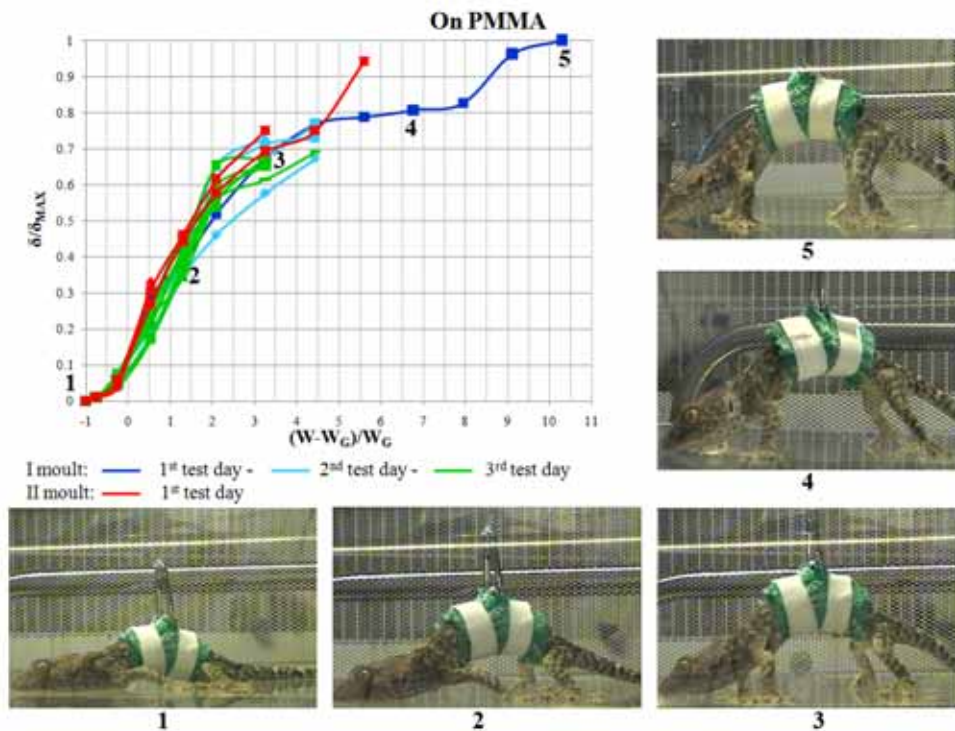 On PMMA
1
0.9
0.8
0.7
0.6
0.5
0.4
0.3
0.2
0.1
0
δ/δMAX
-1 0 1 2 3 4 5 6 7 8 9 10 11
(W-WG)/WG
1
2
3
4
5
I moult: 1st test day - 2nd test day - 3rd test day
II moult: 1st test day
5
4
1 2 3